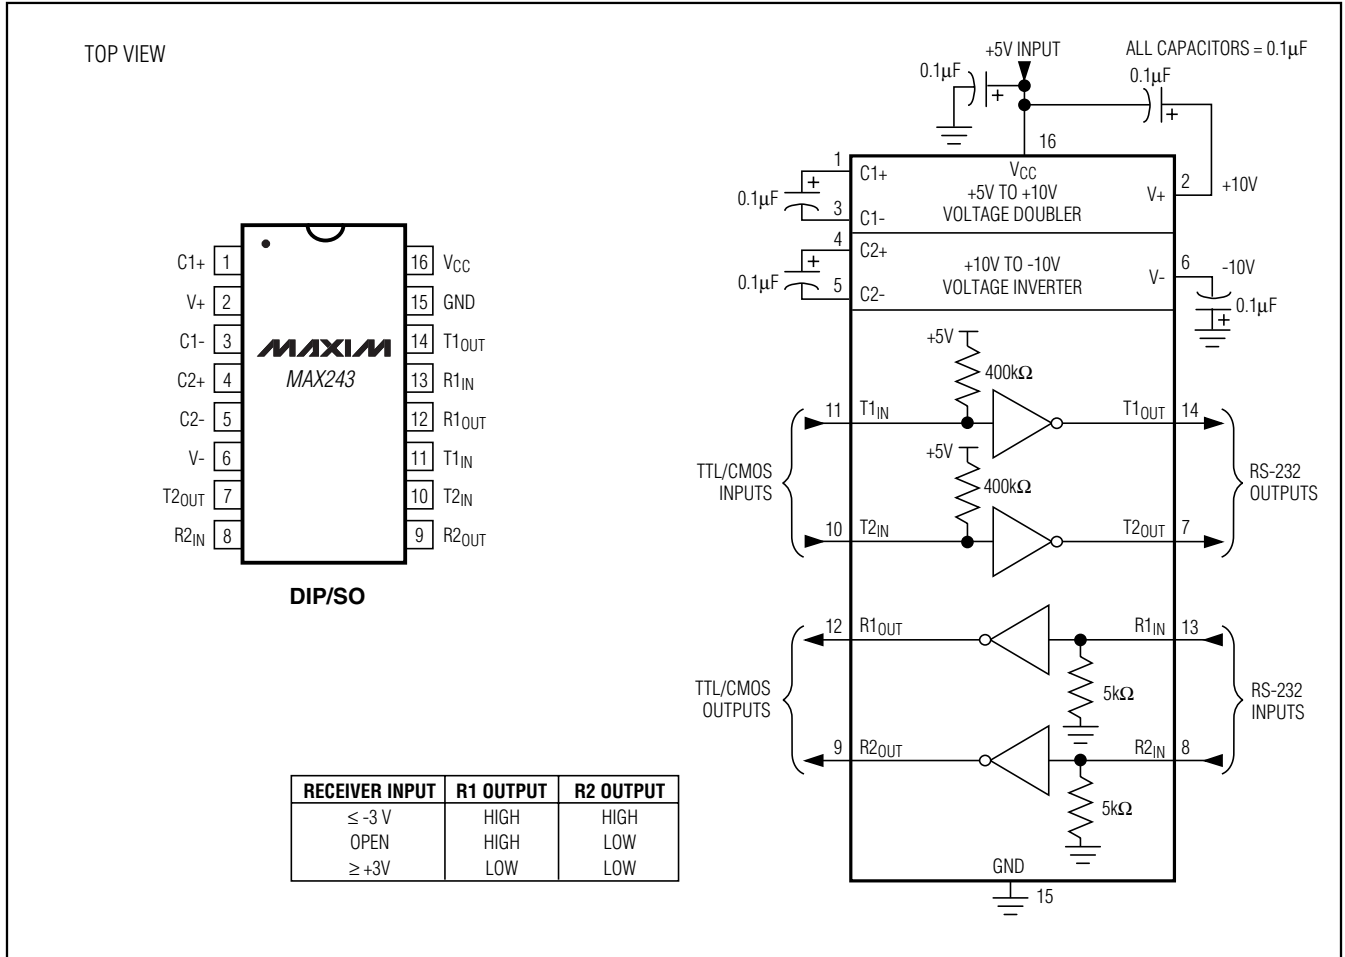 TOP VIEW
C1+ 1
V+ 2
C1- 3
C2+ 4
C2- 5
V- 6
T2OUT 7
R2IN 8
16 VCC
15 GND
14 T1OUT
13 R1IN
12 R1OUT
11 T1IN
10 T2IN
9 R2OUT
MAXIM
MAX243
DIP/SO
RECEIVER INPUT R1 OUTPUT R2 OUTPUT
≤ -3 V HIGH HIGH
OPEN HIGH LOW
≥ +3V LOW LOW
+5V INPUT
ALL CAPACITORS = 0.1µF
0.1µF
+
0.1µF
+
16
1
C1+
VCC
+5V TO +10V
VOLTAGE DOUBLER
V+
2
+10V
0.1µF
+
3
C1-
4
C2+
+10V TO -10V
VOLTAGE INVERTER
V-
6
-10V
0.1µF
+
5
C2-
0.1µF
+
+5V
400kΩ
11
T1IN
T1OUT
14
+5V
400kΩ
TTL/CMOS
INPUTS
RS-232
OUTPUTS
10
T2IN
T2OUT
7
12
R1OUT
R1IN
13
5kΩ
TTL/CMOS
OUTPUTS
RS-232
INPUTS
9
R2OUT
R2IN
8
5kΩ
GND
15